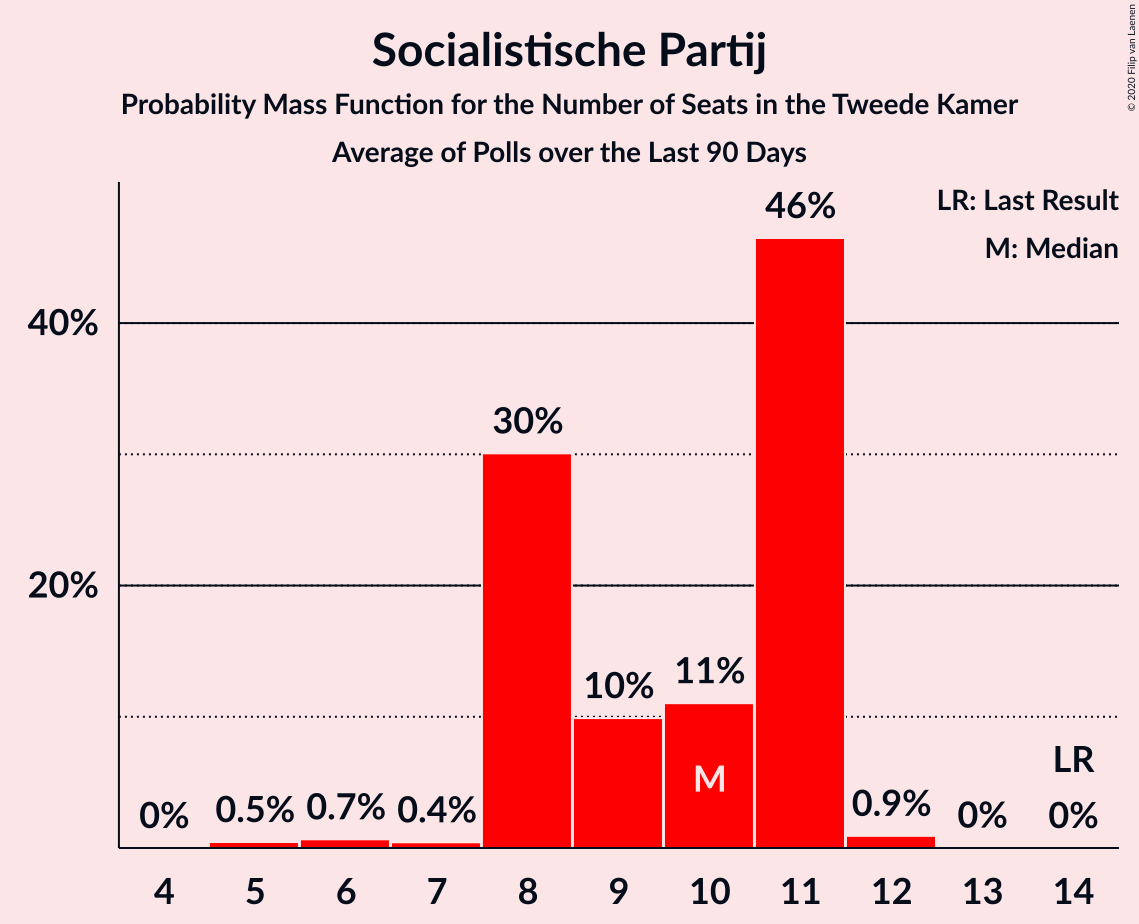 Socialistische Partij
Probability Mass Function for the Number of Seats in the Tweede Kamer
Average of Polls over the Last 90 Days
© 2020 Filip van Laenen
LR: Last Result
M: Median
46%
40%
30%
20%
10%
11%
M
LR
0%
0.5%
0.7%
0.4%
0.9%
0%
0%
4 5 6 7 8 9 10 11 12 13 14